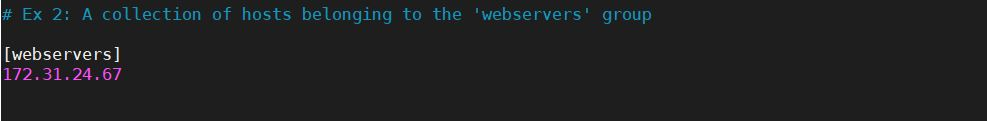 # Ex 2: A collection of hosts belonging to the 'webservers' group
[webservers]
172.31.24.67